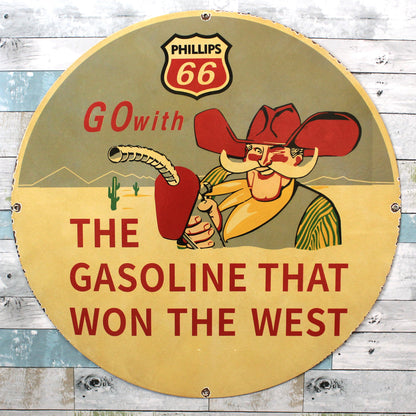 PHILLIPS
66
GO with
THE
GASOLINE THAT
WON THE WEST